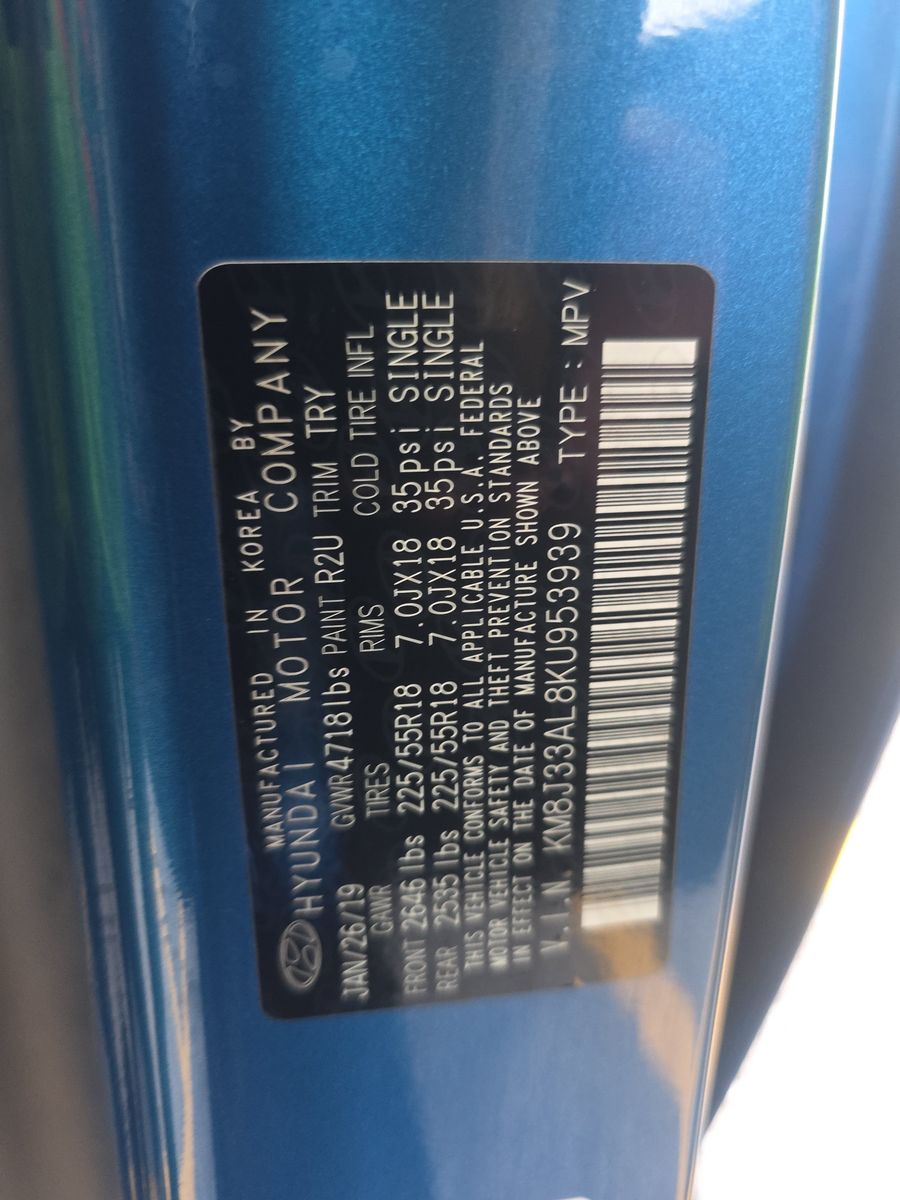 MANUFACTURED IN KOREA BY
HYUNDAI MOTOR COMPANY
JAN/26/19 GVWR 4718 lbs PAINT R2U TRIM TRY
GAWR TIRES RIMS COLD TIRE INFL
FRONT 2646 lbs 225/55R18 7.0JX18 35psi SINGLE
REAR 2535 lbs 225/55R18 7.0JX18 35psi SINGLE
THIS VEHICLE CONFORMS TO ALL APPLICABLE U.S.A. FEDERAL
MOTOR VEHICLE SAFETY AND THEFT PREVENTION STANDARDS
IN EFFECT ON THE DATE OF MANUFACTURE SHOWN ABOVE
V.I.N. KM8J33AL8KU953939 TYPE : MPV